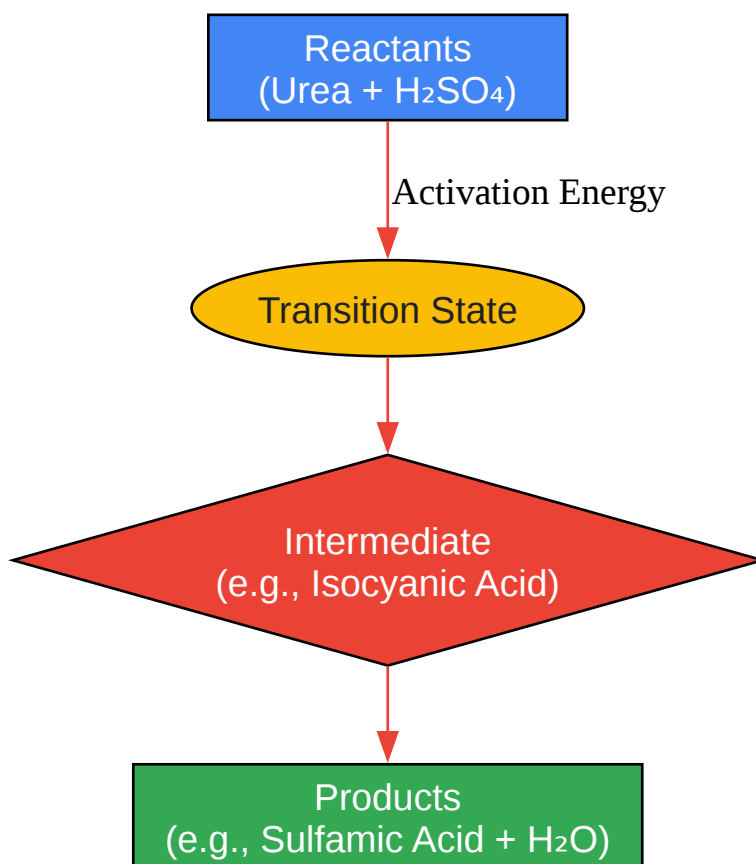 Reactants
(Urea + H₂SO₄)
Activation Energy
Transition State
Intermediate
(e.g., Isocyanic Acid)
Products
(e.g., Sulfamic Acid + H₂O)